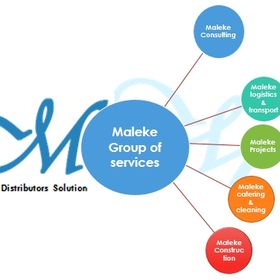 Maleke
Consulting
Maleke
logistics
&
transport
Maleke
Projects
Maleke
catering &
cleaning
Maleke
Construc
tion
Maleke
Group of
services
M
Distributors Solution